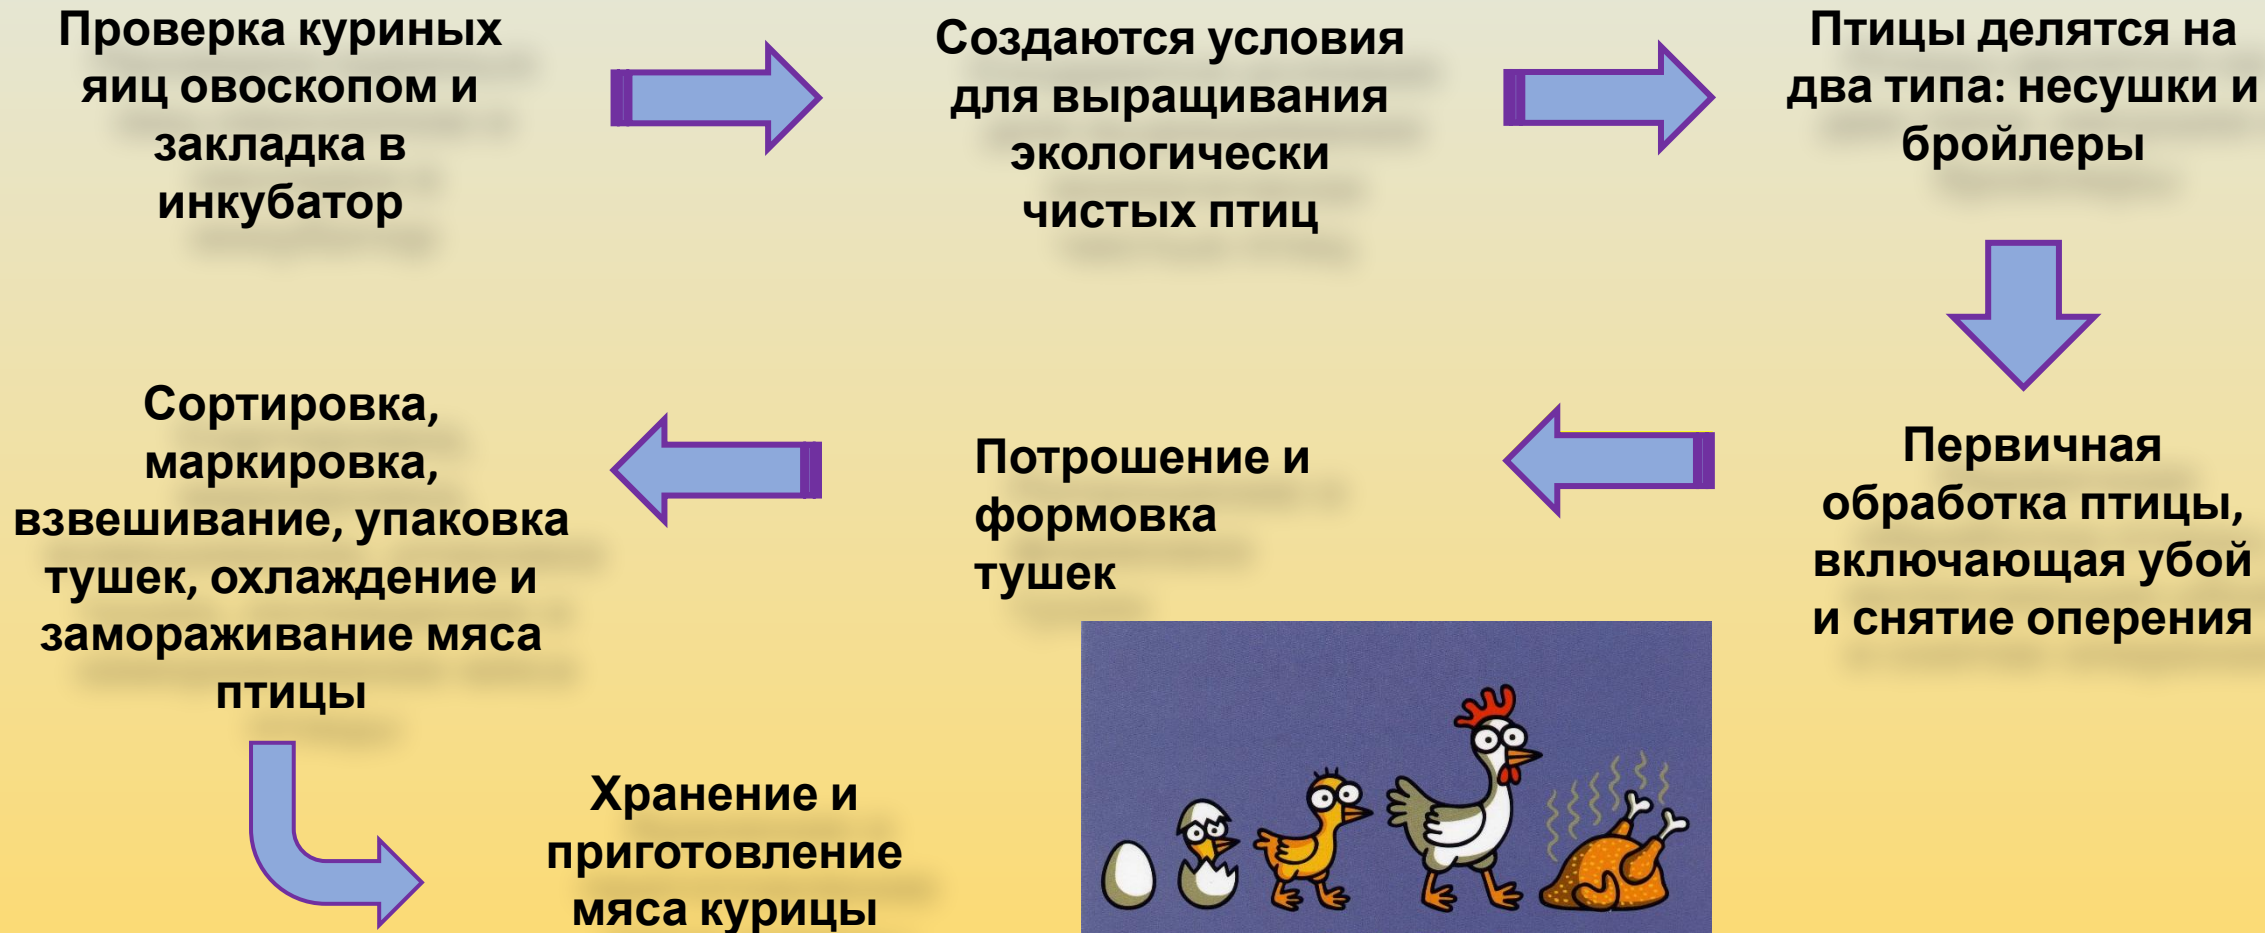 Проверка куриных
яиц овоскопом и
закладка в
инкубатор
Создаются условия
для выращивания
экологически
чистых птиц
Птицы делятся на
два типа: несушки и
бройлеры
Первичная
обработка птицы,
включающая убой
и снятие оперения
Потрошение и
формовка
тушек
Сортировка,
маркировка,
взвешивание, упаковка
тушек, охлаждение и
замораживание мяса
птицы
Хранение и
приготовление
мяса курицы